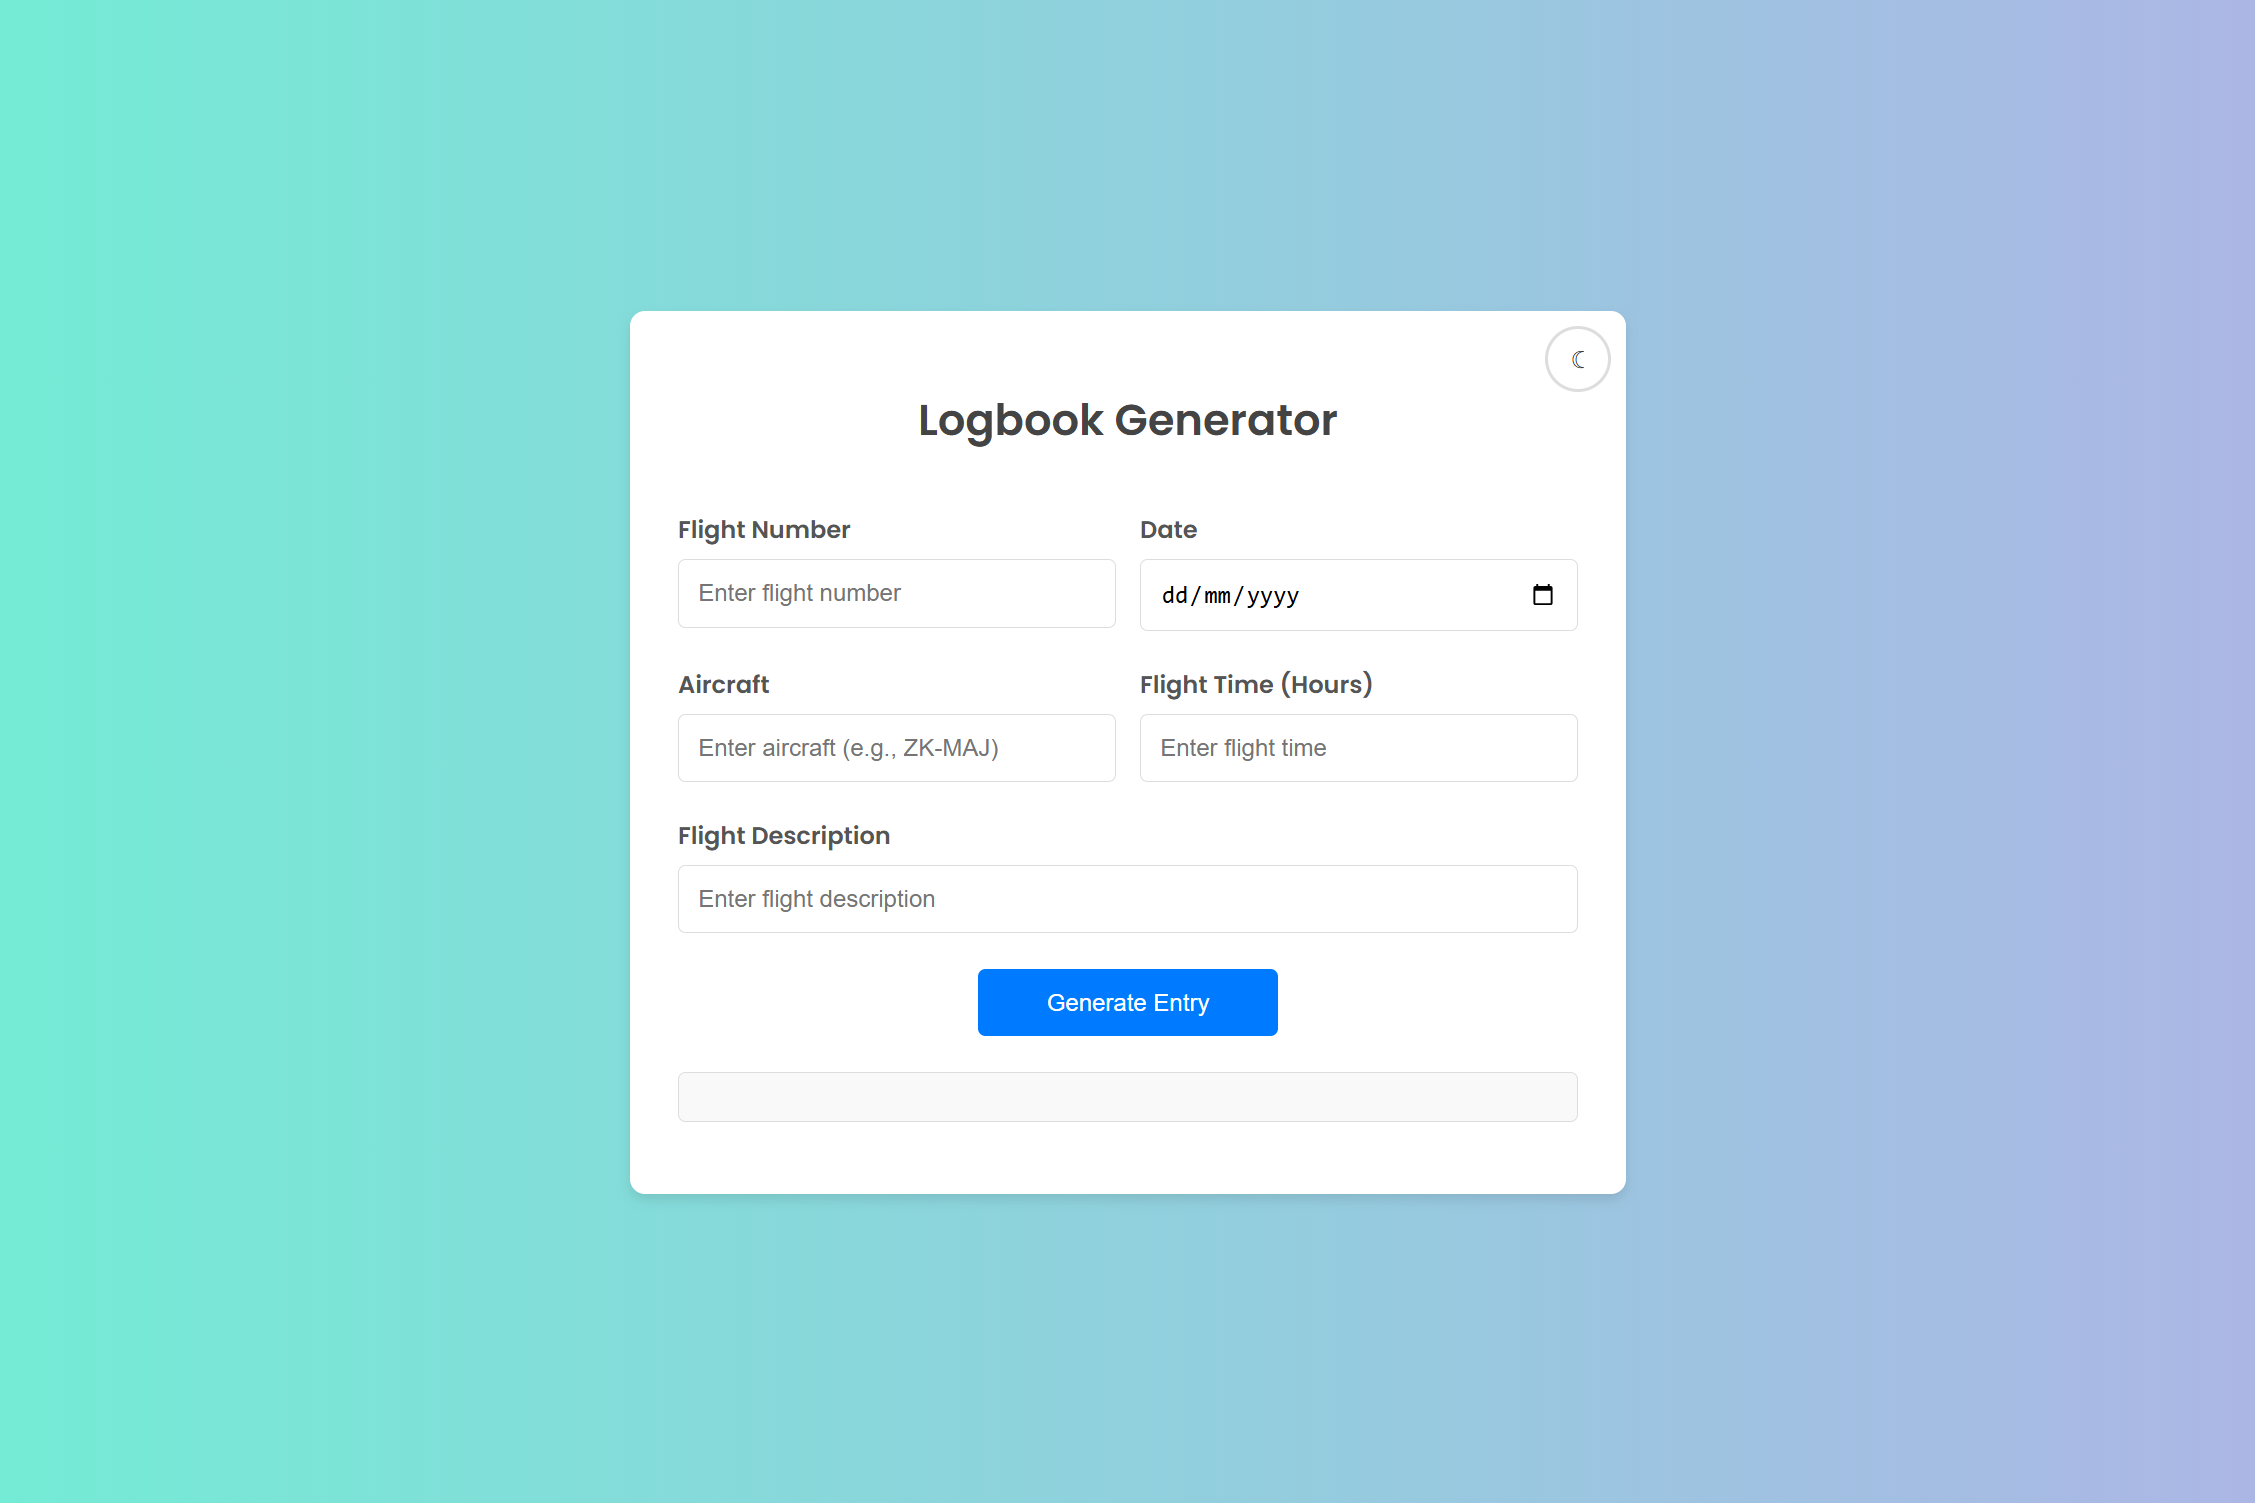 Logbook Generator
Flight Number
Date
Enter flight number
dd/mm/yyyy
Aircraft
Flight Time (Hours)
Enter aircraft (e.g., ZK-MAJ)
Enter flight time
Flight Description
Enter flight description
Generate Entry